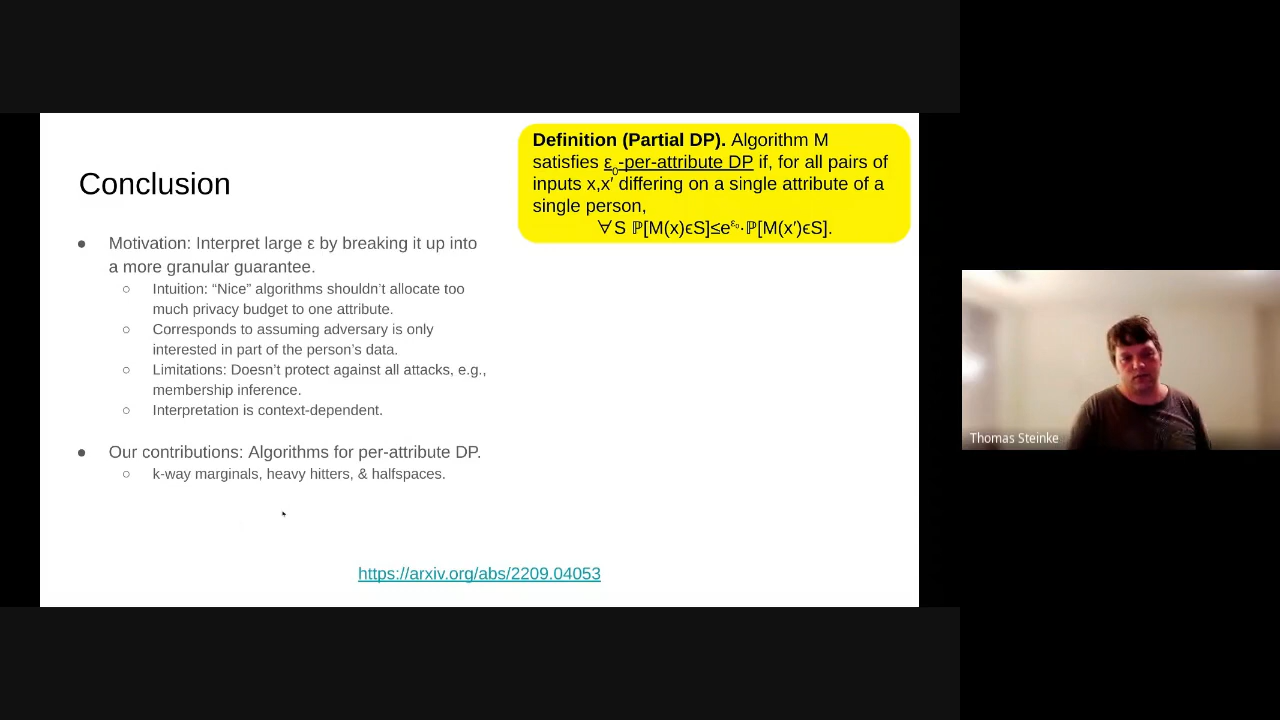 Definition (Partial DP). Algorithm M
satisfies ε₀-per-attribute DP if, for all pairs of
inputs x,x′ differing on a single attribute of a
single person,
∀S ℙ[M(x)ϵS]≤e^ε₀·ℙ[M(x′)ϵS].
Conclusion
● Motivation: Interpret large ε by breaking it up into
a more granular guarantee.
○ Intuition: “Nice” algorithms shouldn’t allocate too
much privacy budget to one attribute.
○ Corresponds to assuming adversary is only
interested in part of the person’s data.
○ Limitations: Doesn’t protect against all attacks, e.g.,
membership inference.
○ Interpretation is context-dependent.
● Our contributions: Algorithms for per-attribute DP.
○ k-way marginals, heavy hitters, & halfspaces.
https://arxiv.org/abs/2209.04053
Thomas Steinke